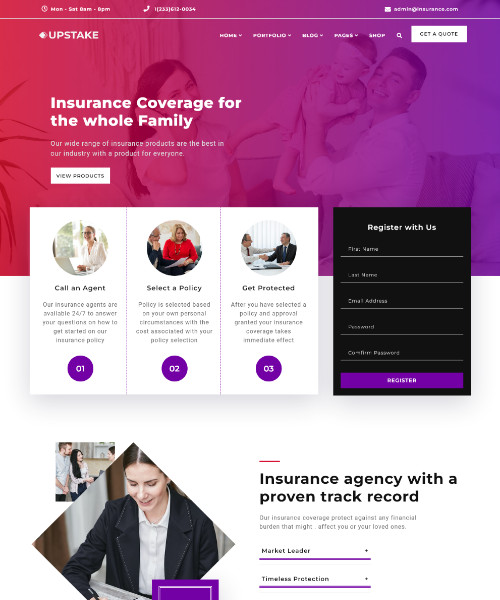 Mon - Sat 8am - 8pm
!(233)612-0034
admin@insurance.com
UPSTAKE
HOME
PORTFOLIO
BLOG
PAGES
SHOP
GET A QUOTE
Insurance Coverage for
the whole Family
Our wide range of insurance products are the best in
our industry with a product for everyone.
VIEW PRODUCTS
Call an Agent
Our insurance agents are
available 24/7 to answer
your questions on how to
get started on our
insurance policy
01
Select a Policy
Policy is selected based
on your own personal
circumstances with the
cost associated with your
policy selection
02
Get Protected
After you have selected a
policy and approval
granted your insurance
coverage takes
immediate effect
03
Register with Us
First Name
Last Name
Email Address
Password
Comfirm Password
REGISTER
Insurance agency with a
proven track record
Our insurance coverage protect against any financial
burden that might . affect you or your loved ones.
Market Leader +
Timeless Protection +